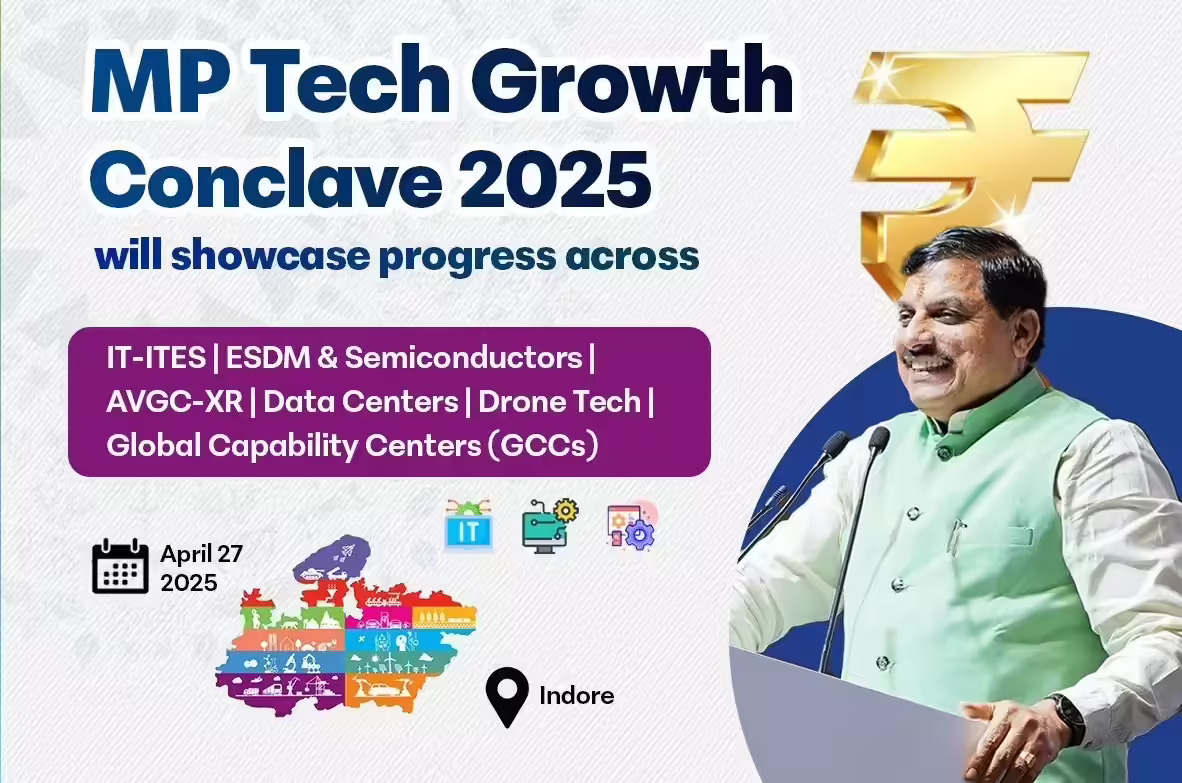 MP Tech Growth
Conclave 2025
will showcase progress across
IT-ITES | ESDM & Semiconductors |
AVGC-XR | Data Centers | Drone Tech |
Global Capability Centers (GCCs)
IT
April 27
2025
Indore